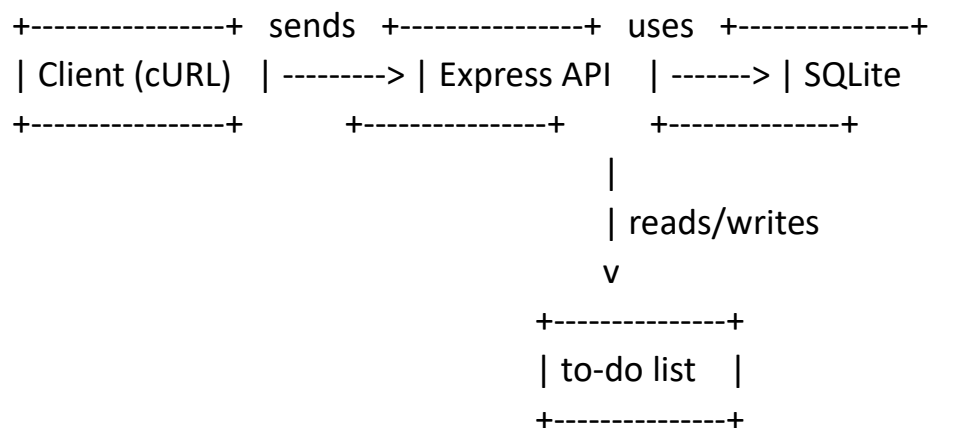 +-----------------+ sends +----------------+ uses +---------------+
| Client (cURL) | ---------> | Express API | -------> | SQLite
+-----------------+ +----------------+ +---------------+
|
| reads/writes
v
+---------------+
| to-do list |
+---------------+